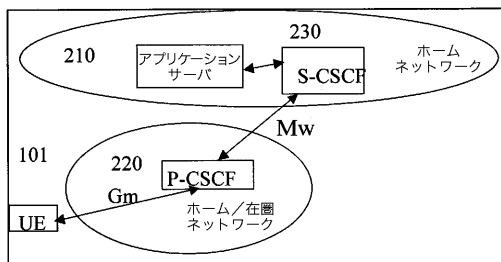 230
210
アプリケーション
サーバ
S-CSCF
ホーム
ネットワーク
Mw
101
220
P-CSCF
Gm
UE
ホーム/在圏
ネットワーク